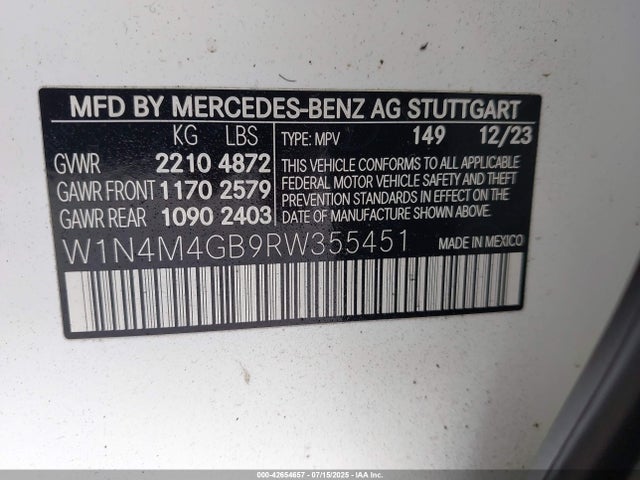 MFD BY MERCEDES-BENZ AG STUTTGART
KG LBS TYPE: MPV 149 12/23
GVWR 2210 4872
GAWR FRONT 1170 2579
GAWR REAR 1090 2403
THIS VEHICLE CONFORMS TO ALL APPLICABLE
FEDERAL MOTOR VEHICLE SAFETY AND THEFT
PREVENTION STANDARDS IN EFFECT ON THE
DATE OF MANUFACTURE SHOWN ABOVE.
W1N4M4GB9RW355451 MADE IN MEXICO
000-42654657 | 07/15/2025 | IAA Inc.